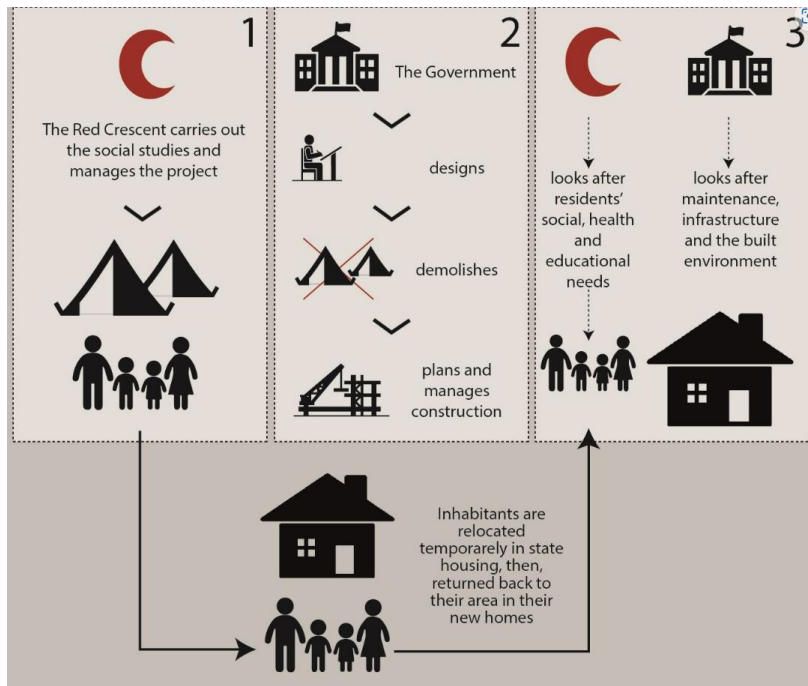 1
The Red Crescent carries out
the social studies and
manages the project
2
The Government
designs
demolishes
plans and
manages
construction
3
looks after
residents'
social, health
and
educational
needs
looks after
maintenance,
infrastructure
and the built
environment
Inhabitants are
relocated
temporarely in state
housing, then,
returned back to
their area in their
new homes